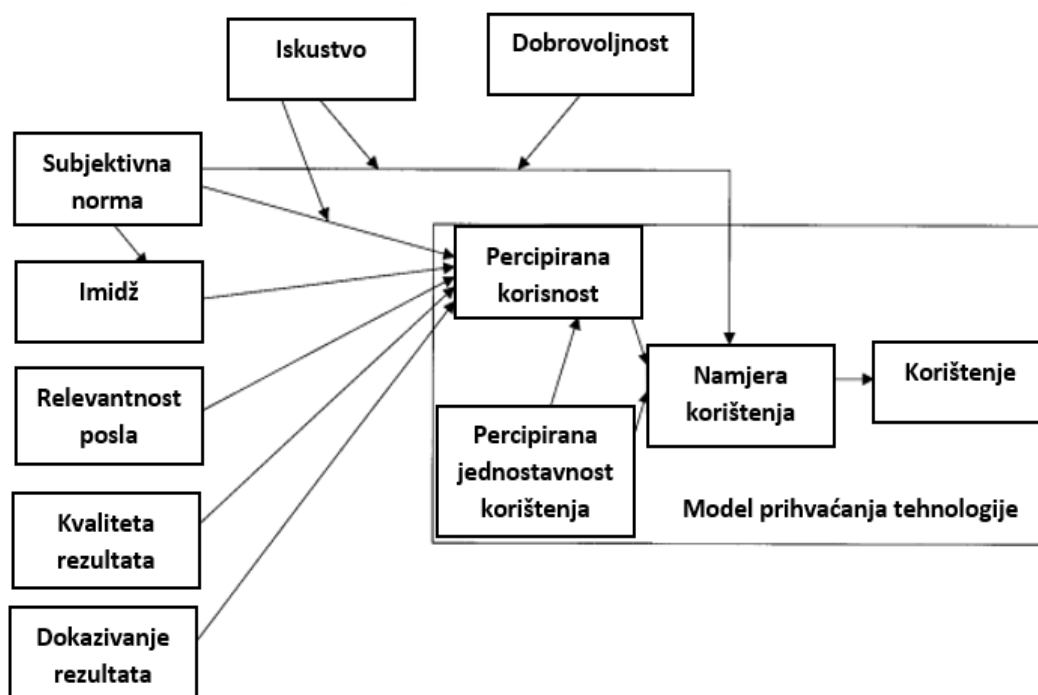 Iskustvo
Dobrovoljnost
Subjektivna
norma
Imidž
Relevantnost
posla
Kvaliteta
rezultata
Dokazivanje
rezultata
Percipirana
korisnost
Percipirana
jednostavnost
korištenja
Namjera
korištenja
Korištenje
Model prihvaćanja tehnologije